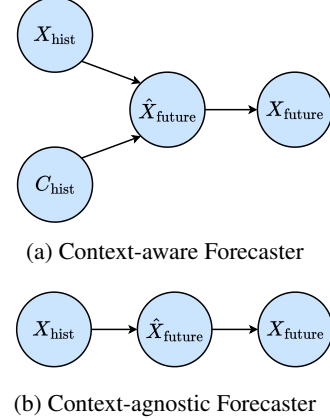 X_hist
X̂_future
X_future
C_hist
(a) Context-aware Forecaster
X_hist
X̂_future
X_future
(b) Context-agnostic Forecaster